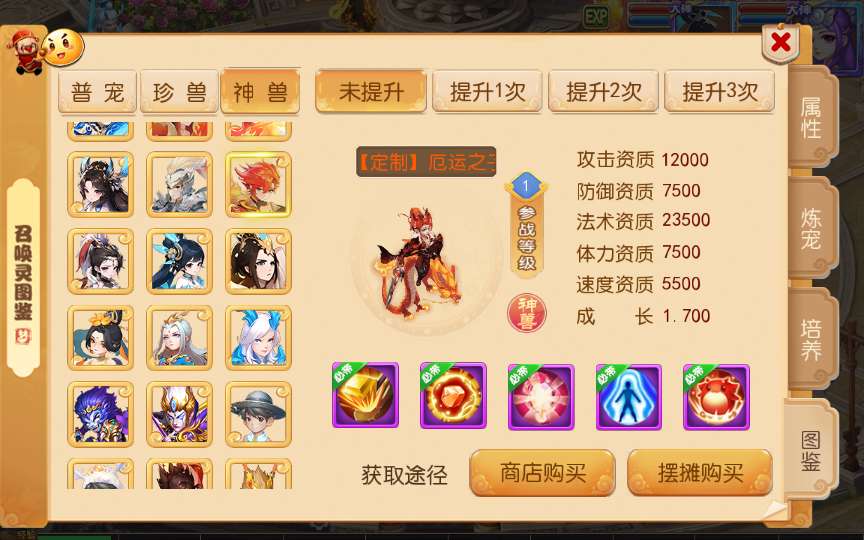 EXP
大神
大神
普宠
珍兽
神兽
未提升
提升1次
提升2次
提升3次
召唤灵图鉴
梦
【定制】厄运之
1
参战等级
神兽
攻击资质 12000
防御资质 7500
法术资质 23500
体力资质 7500
速度资质 5500
成 长 1.700
必带
必带
必带
必带
必带
获取途径
商店购买
摆摊购买
属性
炼宠
培养
图鉴